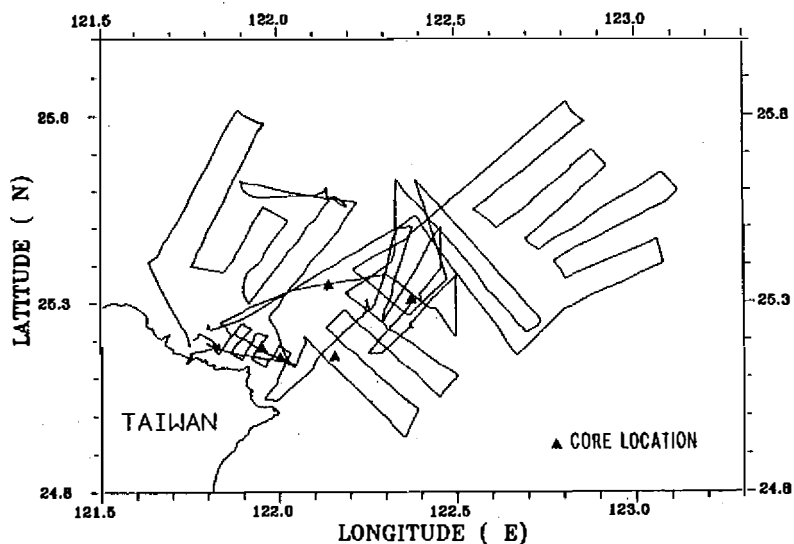 121.5 122.0 122.5 123.0
25.8 25.8
LATITUDE ( N)
25.3 25.3
TAIWAN
▲ CORE LOCATION
24.8 24.8
121.5 122.0 122.5 123.0
LONGITUDE ( E)